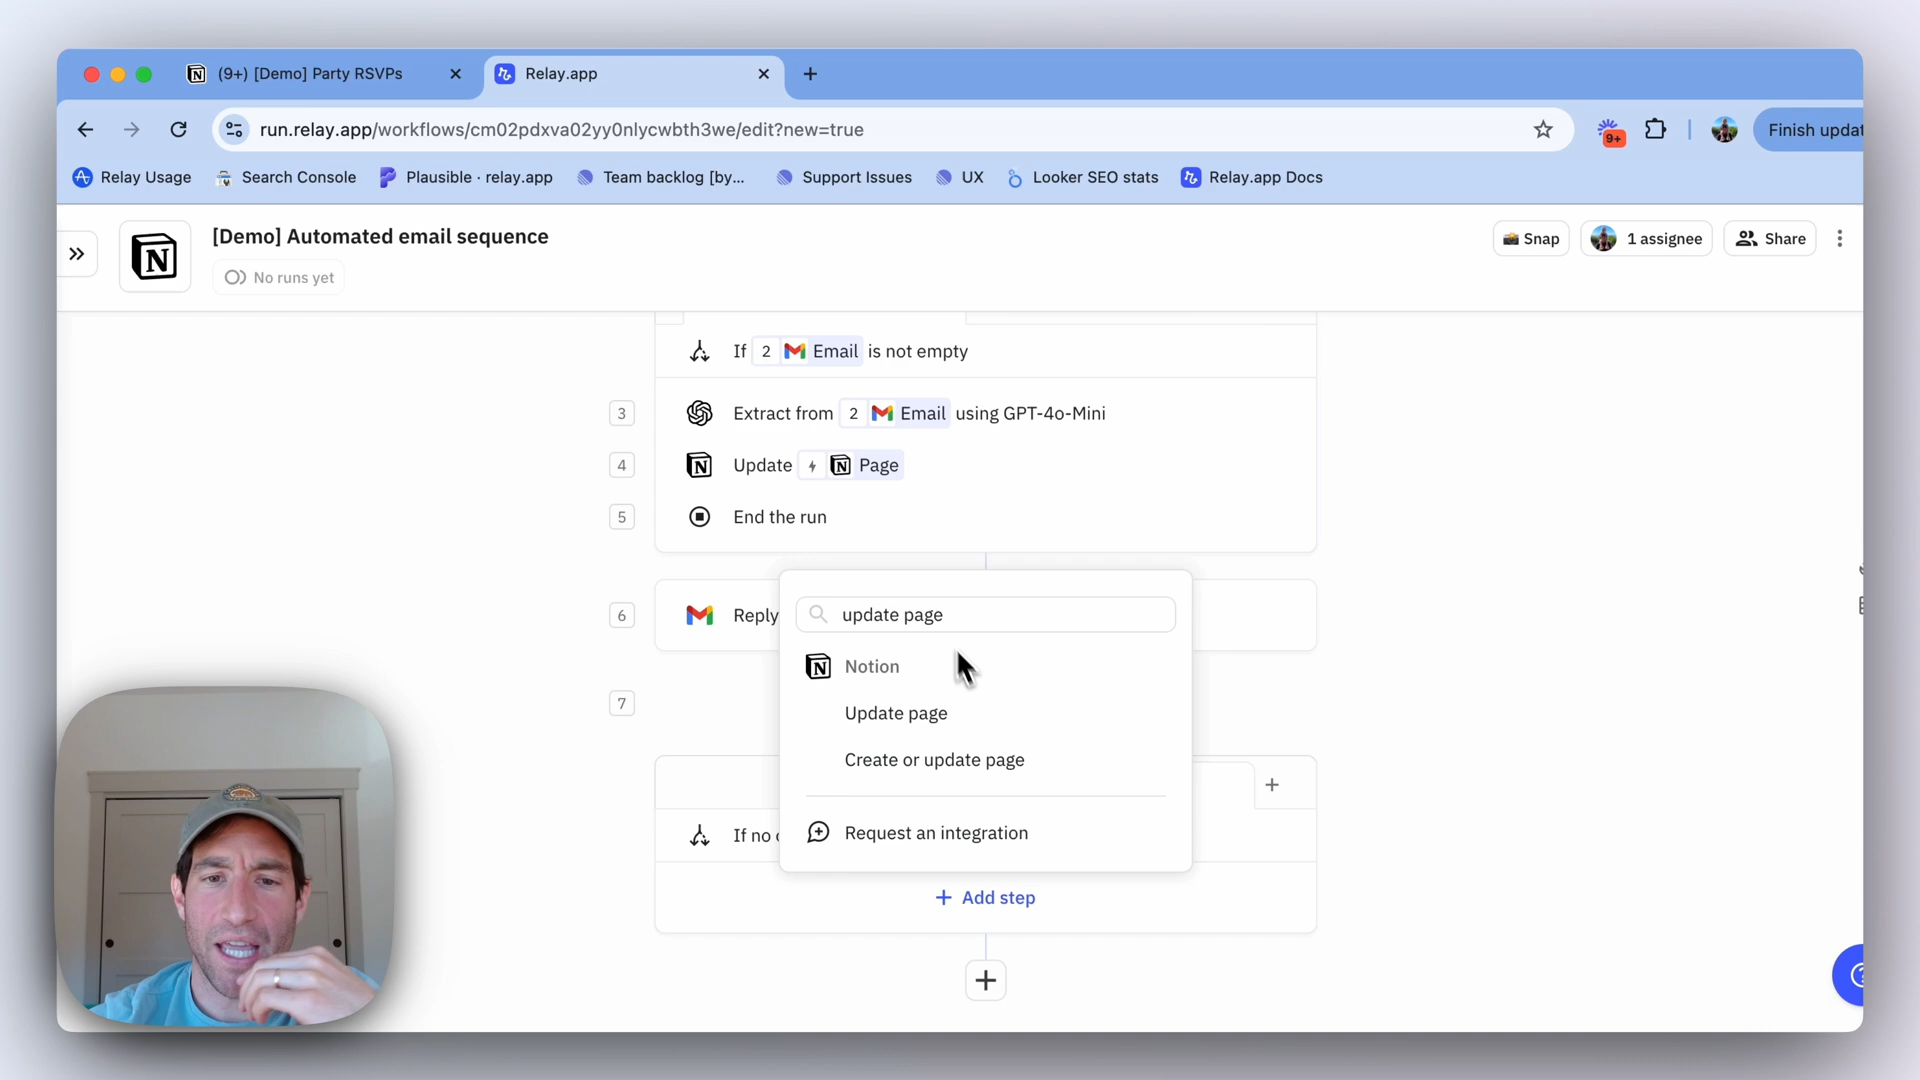 (9+) [Demo] Party RSVPs
Relay.app
run.relay.app/workflows/cm02pdxva02yy0nlycwbth3we/edit?new=true
9+
Finish updat
Relay Usage
Search Console
Plausible · relay.app
Team backlog [by...
Support Issues
UX
Looker SEO stats
Relay.app Docs
[Demo] Automated email sequence
No runs yet
Snap
1 assignee
Share
If 2 Email is not empty
3 Extract from 2 Email using GPT-4o-Mini
4 Update Page
5 End the run
6 Reply
update page
Notion
7
Update page
Create or update page
If no
Request an integration
+ Add step